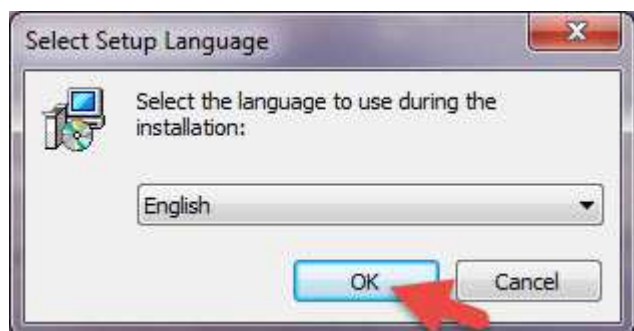 Select Setup Language
Select the language to use during the
installation:
English
OK
Cancel